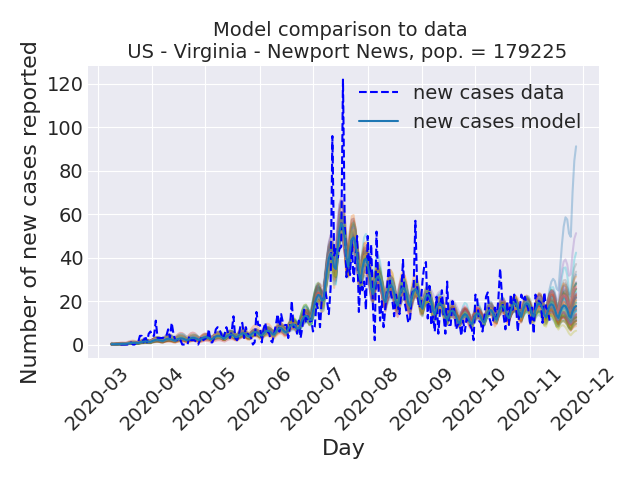 Model comparison to data
US - Virginia - Newport News, pop. = 179225
Number of new cases reported
120
100
80
60
40
20
0
new cases data
new cases model
2020-03
2020-04
2020-05
2020-06
2020-07
2020-08
2020-09
2020-10
2020-11
2020-12
Day